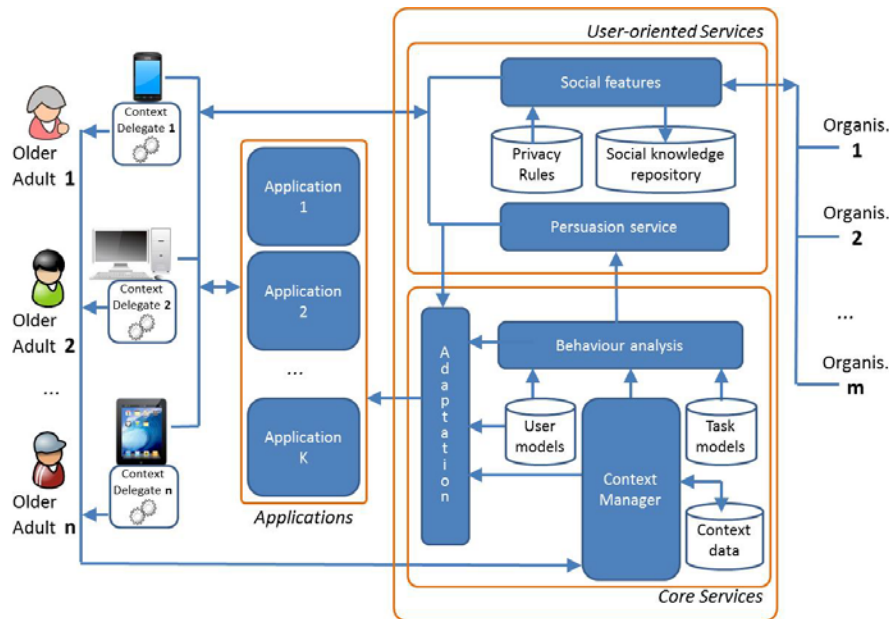 User-oriented Services
Social features
Privacy
Rules
Social knowledge
repository
Persuasion service
Context
Delegate 1
Older
Adult 1
Context
Delegate 2
Older
Adult 2
...
Context
Delegate n
Older
Adult n
Application
1
Application
2
...
Application
K
Applications
Adaptation
Behaviour analysis
User
models
Task
models
Context
Manager
Context
data
Core Services
Organis.
1
Organis.
2
...
Organis.
m